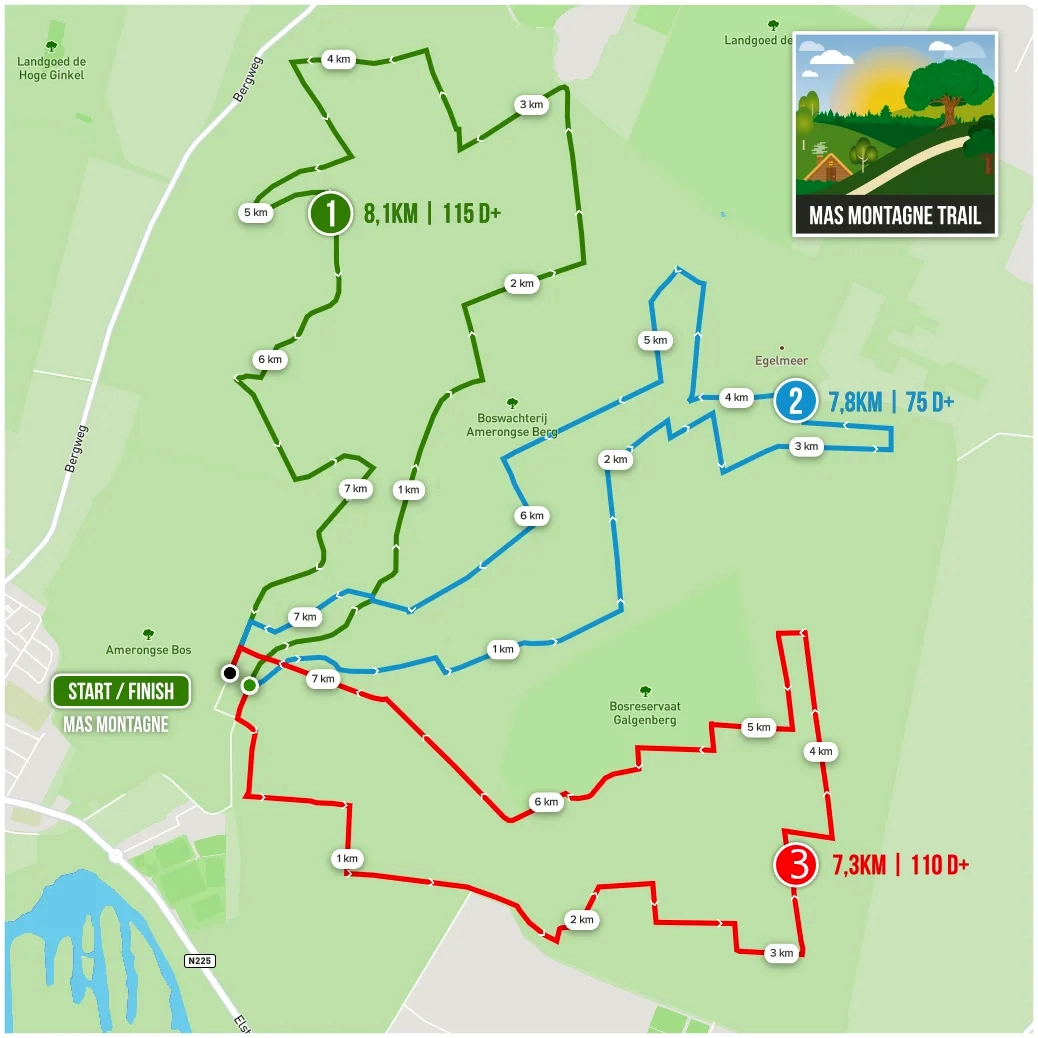 Landgoed de
Hoge Ginkel
Bergweg
4 km
Landgoed de
3 km
MAS MONTAGNE TRAIL
5 km
1
8,1KM | 115 D+
2 km
5 km
6 km
Egelmeer
4 km
2
7,8KM | 75 D+
Boswachterij
Amerongse Berg
Bergweg
3 km
2 km
7 km
1 km
6 km
7 km
Amerongse Bos
1 km
7 km
START / FINISH
MAS MONTAGNE
Bosreservaat
Galgenberg
5 km
4 km
6 km
1 km
3
7,3KM | 110 D+
2 km
3 km
N225
Elst